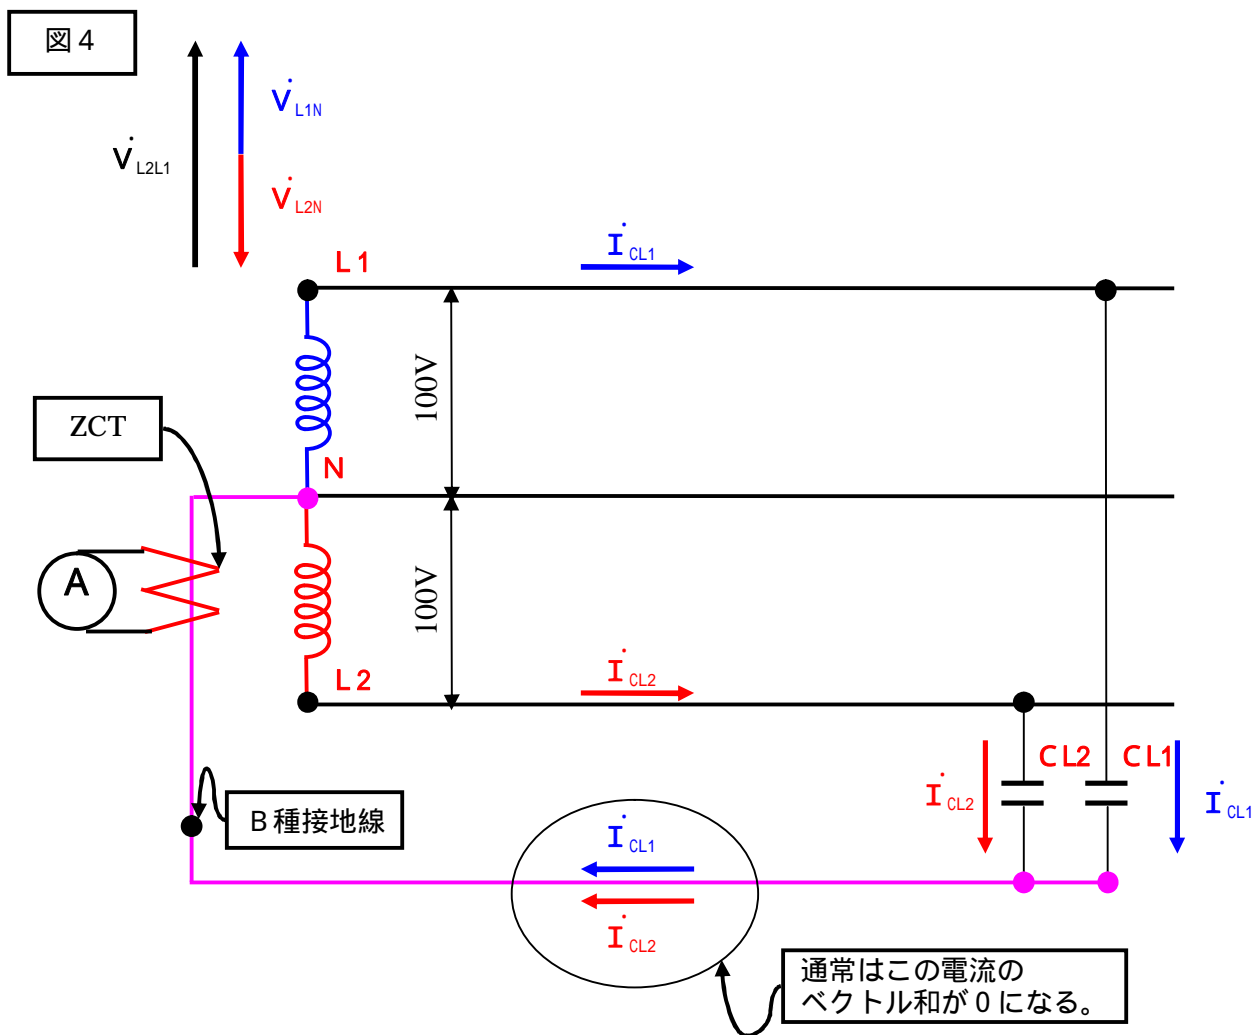 図4
V̇L1N
V̇L2L1
V̇L2N
L1
İCL1
100V
ZCT
N
A
100V
L2
İCL2
CL2
CL1
İCL2
İCL1
B種接地線
İCL1
İCL2
通常はこの電流の
ベクトル和が0になる。